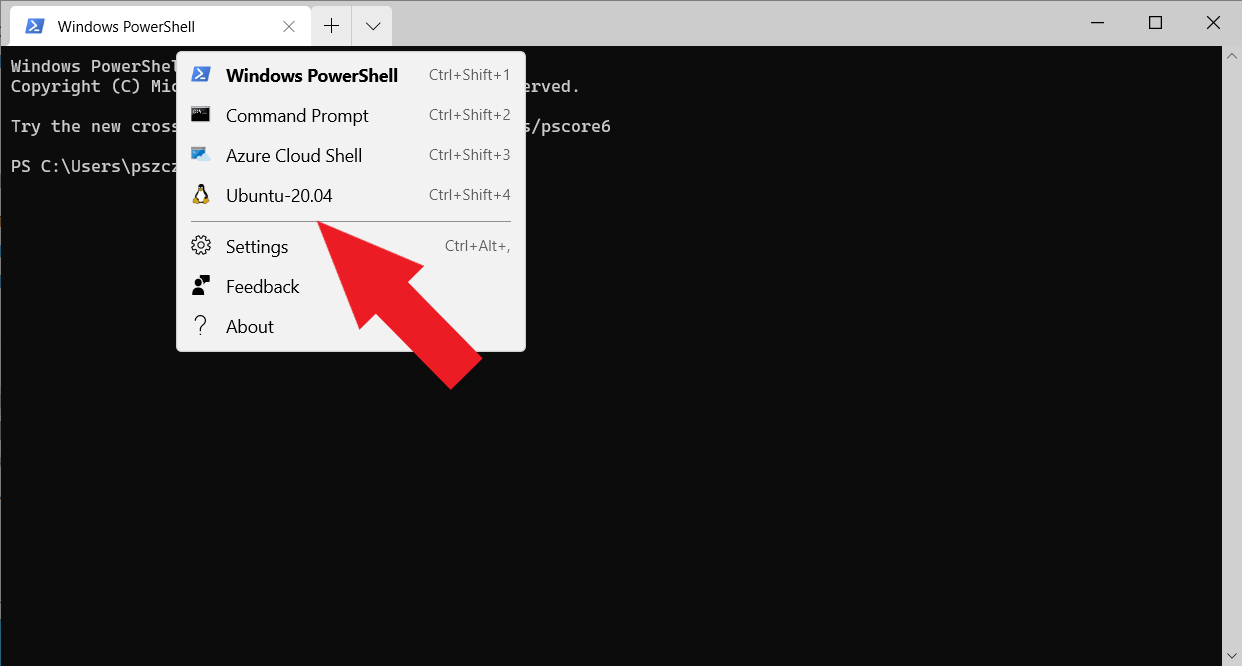 Windows PowerShell
Windows PowerShell Ctrl+Shift+1
Command Prompt Ctrl+Shift+2
Azure Cloud Shell Ctrl+Shift+3
Ubuntu-20.04 Ctrl+Shift+4
Settings Ctrl+Alt+,
Feedback
? About
Windows PowerShel
Copyright (C) Mic erved.
Try the new cross s/pscore6
PS C:\Users\pszcz